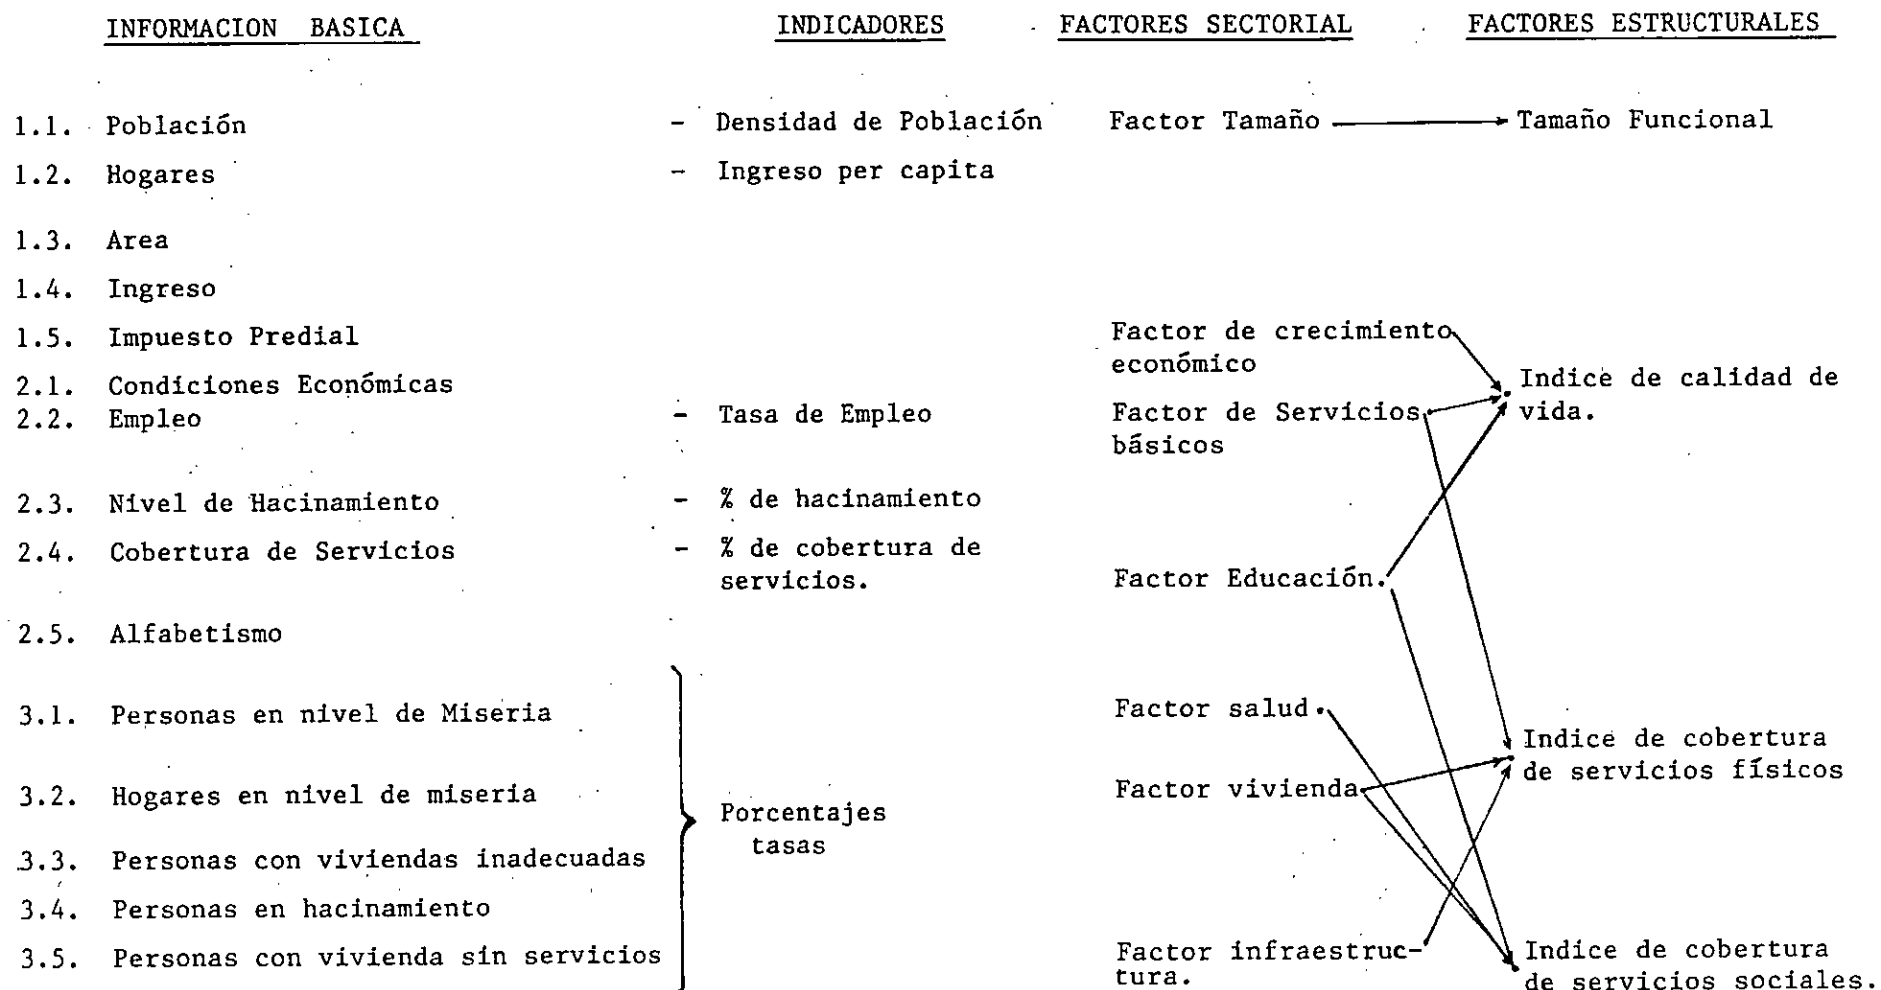 INFORMACION BASICA INDICADORES FACTORES SECTORIAL FACTORES ESTRUCTURALES
1.1. Población - Densidad de Población Factor Tamaño Tamaño Funcional
1.2. Hogares - Ingreso per capita
1.3. Area
1.4. Ingreso
1.5. Impuesto Predial Factor de crecimiento
económico
2.1. Condiciones Económicas Indice de calidad de
2.2. Empleo - Tasa de Empleo Factor de Servicios vida.
básicos
2.3. Nivel de Hacinamiento - % de hacinamiento
2.4. Cobertura de Servicios - % de cobertura de
servicios. Factor Educación.
2.5. Alfabetismo
3.1. Personas en nivel de Miseria Factor salud
Indice de cobertura
de servicios físicos
3.2. Hogares en nivel de miseria Factor vivienda
Porcentajes
tasas
3.3. Personas con viviendas inadecuadas
3.4. Personas en hacinamiento
3.5. Personas con vivienda sin servicios Factor infraestruc- Indice de cobertura
tura. de servicios sociales.